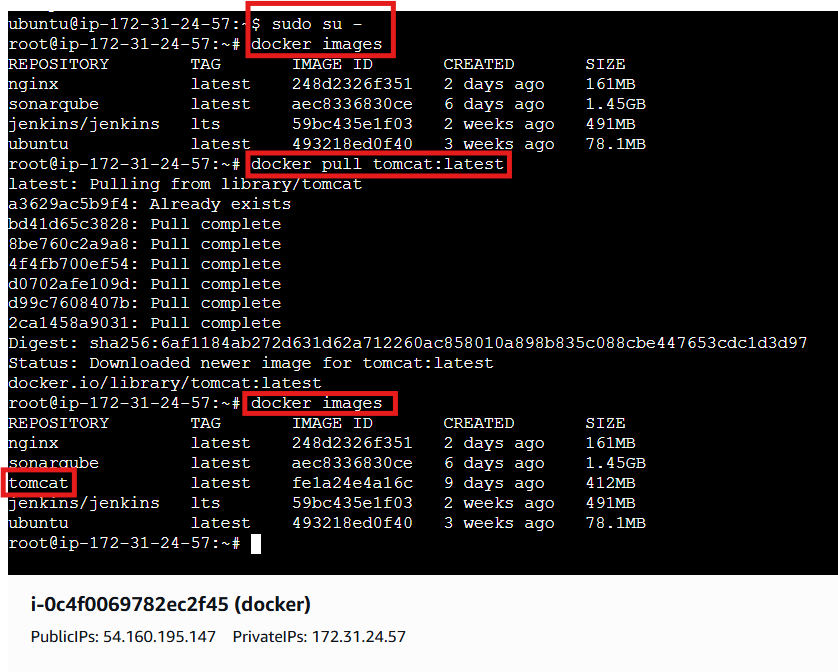 ubuntu@ip-172-31-24-57:~$ sudo su -
root@ip-172-31-24-57:~# docker images
REPOSITORY TAG IMAGE ID CREATED SIZE
nginx latest 248d2326f351 2 days ago 161MB
sonarqube latest aec8336830ce 6 days ago 1.45GB
jenkins/jenkins lts 59bc435e1f03 2 weeks ago 491MB
ubuntu latest 493218ed0f40 3 weeks ago 78.1MB
root@ip-172-31-24-57:~# docker pull tomcat:latest
latest: Pulling from library/tomcat
a3629ac5b9f4: Already exists
bd41d65c3828: Pull complete
8be760c2a9a8: Pull complete
4f4fb700ef54: Pull complete
d0702afe109d: Pull complete
d99c7608407b: Pull complete
2ca1458a9031: Pull complete
Digest: sha256:6af1184ab272d631d62a712260ac858010a898b835c088cbe447653cdc1d3d97
Status: Downloaded newer image for tomcat:latest
docker.io/library/tomcat:latest
root@ip-172-31-24-57:~# docker images
REPOSITORY TAG IMAGE ID CREATED SIZE
nginx latest 248d2326f351 2 days ago 161MB
sonarqube latest aec8336830ce 6 days ago 1.45GB
tomcat latest fe1a24e4a16c 9 days ago 412MB
jenkins/jenkins lts 59bc435e1f03 2 weeks ago 491MB
ubuntu latest 493218ed0f40 3 weeks ago 78.1MB
root@ip-172-31-24-57:~#
i-0c4f0069782ec2f45 (docker)
PublicIPs: 54.160.195.147 PrivateIPs: 172.31.24.57